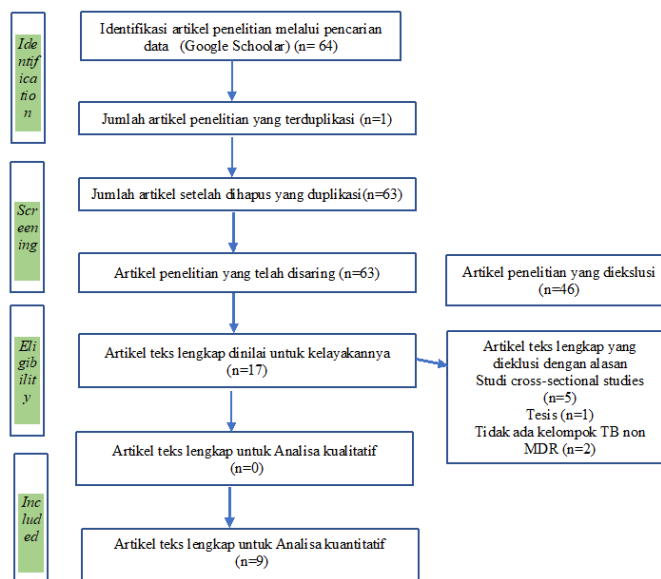 Ide
ntif
ica
tio
n
Identifikasi artikel penelitian melalui pencarian
data (Google Schoolar) (n= 64)
Jumlah artikel penelitian yang terduplikasi (n=1)
Scr
een
ing
Jumlah artikel setelah dihapus yang duplikasi(n=63)
Artikel penelitian yang telah disaring (n=63)
Artikel penelitian yang diekslusi
(n=46)
Eli
gib
ilit
y
Artikel teks lengkap dinilai untuk kelayakannya
(n=17)
Artikel teks lengkap yang
dieklusi dengan alasan
Studi cross-sectional studies
(n=5)
Tesis (n=1)
Tidak ada kelompok TB non
MDR (n=2)
Artikel teks lengkap untuk Analisa kualitatif
(n=0)
Inc
lud
ed
Artikel teks lengkap untuk Analisa kuantitatif
(n=9)